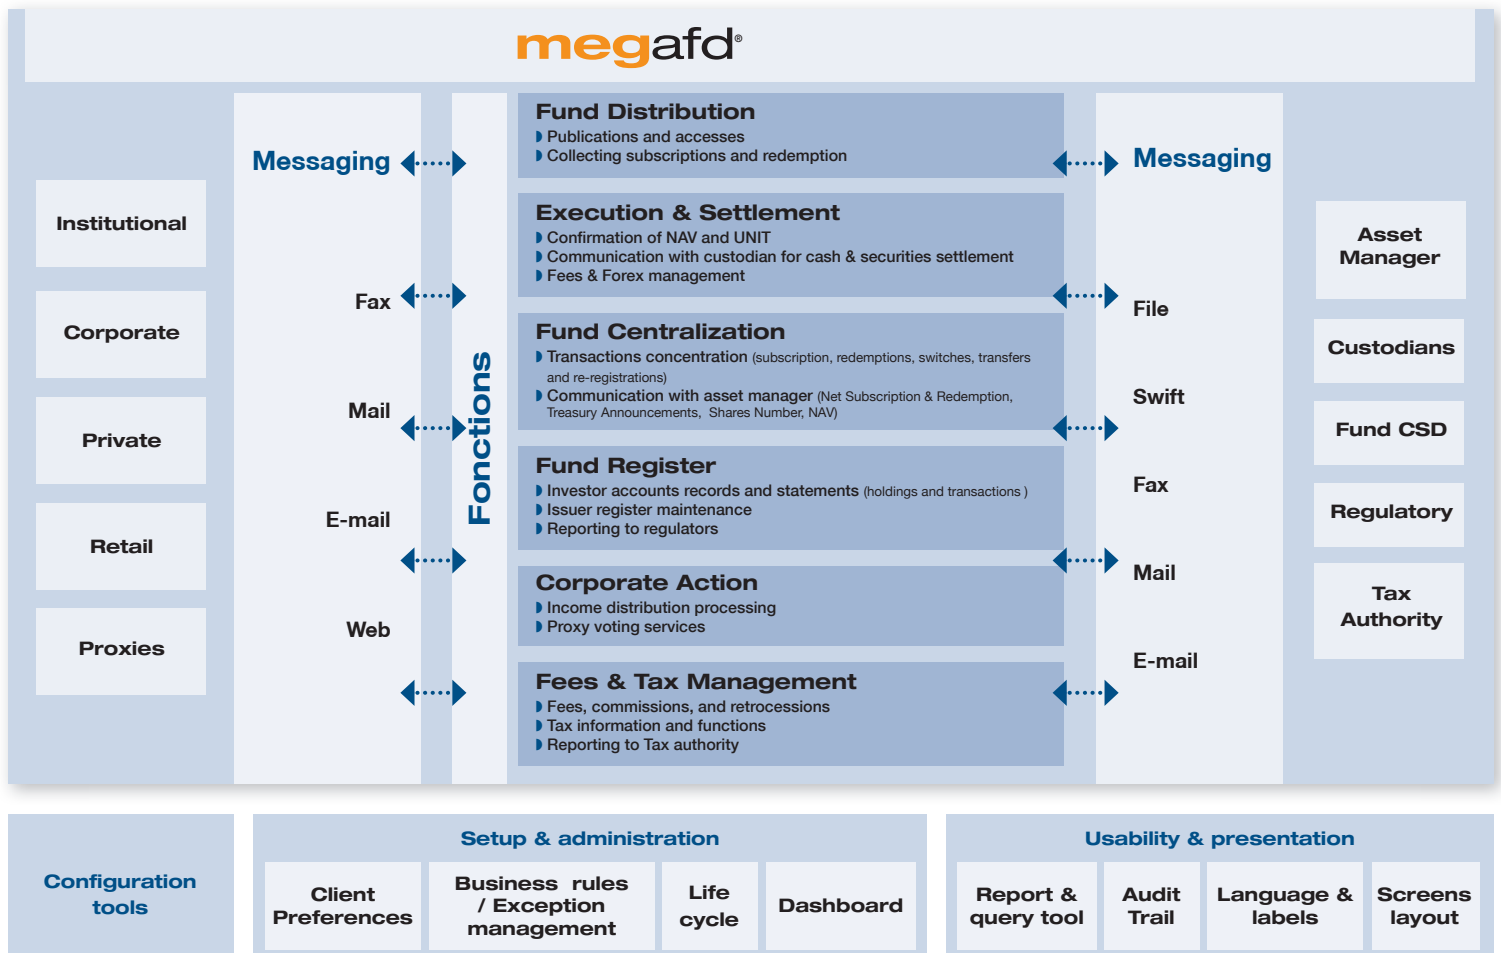 megafd®
Institutional
Corporate
Private
Retail
Proxies
Messaging
Fax
Mail
E-mail
Web
Fonctions
Fund Distribution
Publications and accesses
Collecting subscriptions and redemption
Execution & Settlement
Confirmation of NAV and UNIT
Communication with custodian for cash & securities settlement
Fees & Forex management
Fund Centralization
Transactions concentration (subscription, redemptions, switches, transfers
and re-registrations)
Communication with asset manager (Net Subscription & Redemption,
Treasury Announcements, Shares Number, NAV)
Fund Register
Investor accounts records and statements (holdings and transactions )
Issuer register maintenance
Reporting to regulators
Corporate Action
Income distribution processing
Proxy voting services
Fees & Tax Management
Fees, commissions, and retrocessions
Tax information and functions
Reporting to Tax authority
Messaging
File
Swift
Fax
Mail
E-mail
Asset
Manager
Custodians
Fund CSD
Regulatory
Tax
Authority
Configuration
tools
Setup & administration
Client
Preferences
Business rules
/ Exception
management
Life
cycle
Dashboard
Usability & presentation
Report &
query tool
Audit
Trail
Language &
labels
Screens
layout